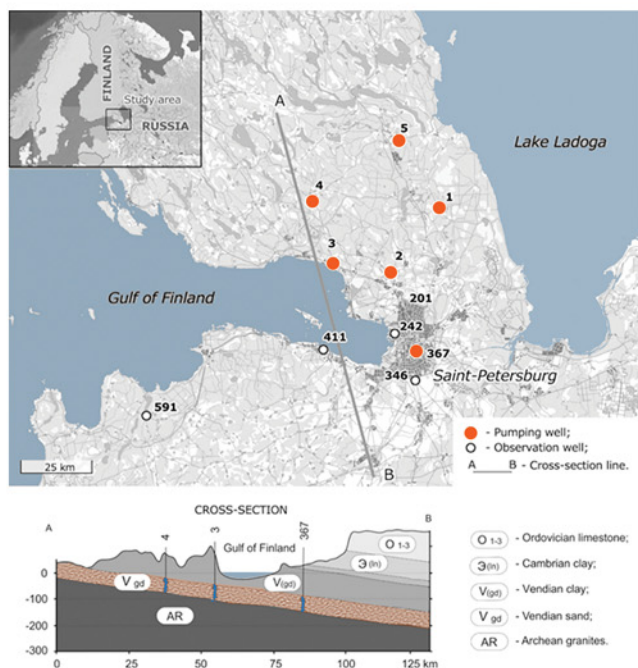 FINLAND
Study area
RUSSIA
A
5
Lake Ladoga
4
1
3
2
Gulf of Finland
201
242
411
367
346
Saint-Petersburg
591
- Pumping well;
- Observation well;
A B - Cross-section line.
25 km
B
CROSS-SECTION
A
4
3
Gulf of Finland
367
B
O 1-3
Э(ln)
V(gd)
V gd
AR
0
-100
-200
-300
0
25
50
75
100
125 km
O 1-3 - Ordovician limestone;
Э(ln) - Cambrian clay;
V(gd) - Vendian clay;
V gd - Vendian sand;
AR - Archean granites.